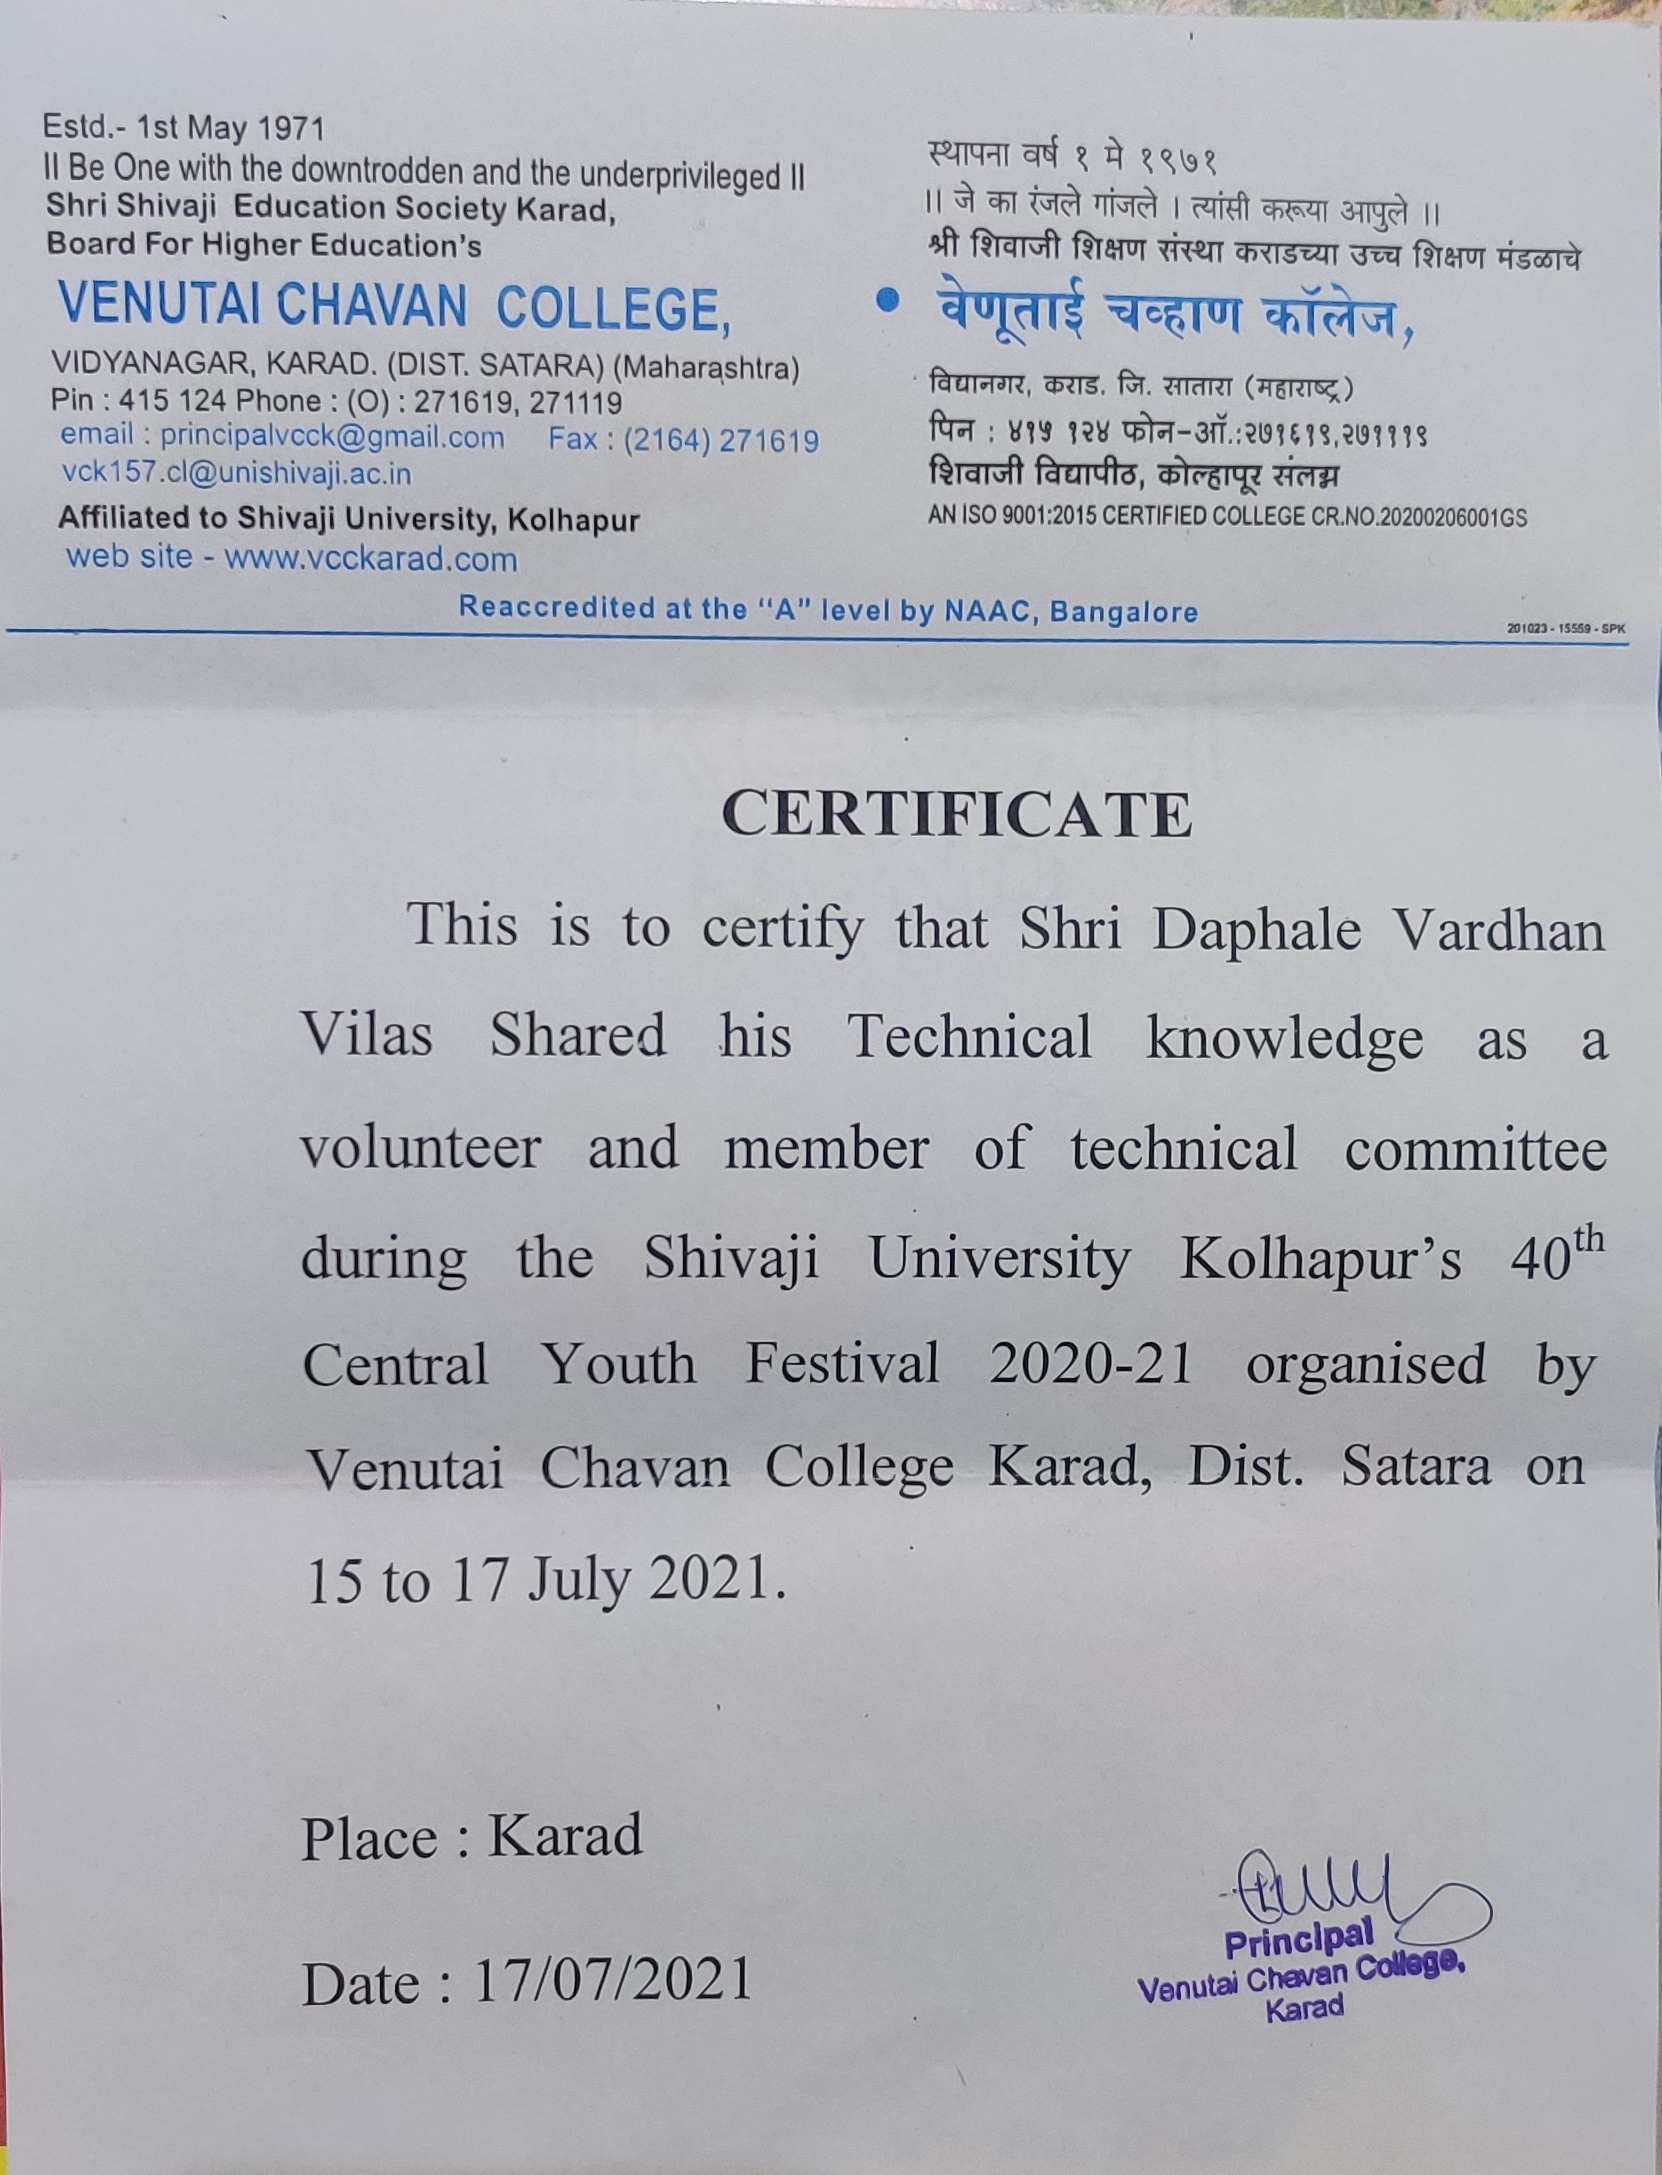 Estd.- 1st May 1971
II Be One with the downtrodden and the underprivileged II
Shri Shivaji Education Society Karad,
Board For Higher Education's
VENUTAI CHAVAN COLLEGE,
VIDYANAGAR, KARAD. (DIST. SATARA) (Maharashtra)
Pin : 415 124 Phone : (O) : 271619, 271119
email : principalvcck@gmail.com Fax : (2164) 271619
vck157.cl@unishivaji.ac.in
Affiliated to Shivaji University, Kolhapur
web site - www.vcckarad.com
स्थापना वर्ष १ मे १९७१
॥ जे का रंजले गांजले । त्यांसी करूया आपुले ॥
श्री शिवाजी शिक्षण संस्था कराडच्या उच्च शिक्षण मंडळाचे
• वेणूताई चव्हाण कॉलेज,
विद्यानगर, कराड. जि. सातारा (महाराष्ट्र)
पिन : ४१५ १२४ फोन-ऑ.:२७१६१९,२७१११९
शिवाजी विद्यापीठ, कोल्हापूर संलग्न
AN ISO 9001:2015 CERTIFIED COLLEGE CR.NO.20200206001GS
Reaccredited at the "A" level by NAAC, Bangalore
201023 - 15559 - SPK
CERTIFICATE
This is to certify that Shri Daphale Vardhan
Vilas Shared his Technical knowledge as a
volunteer and member of technical committee
during the Shivaji University Kolhapur's 40th
Central Youth Festival 2020-21 organised by
Venutai Chavan College Karad, Dist. Satara on
15 to 17 July 2021.
Place : Karad
Date : 17/07/2021
Principal
Venutai Chavan College,
Karad